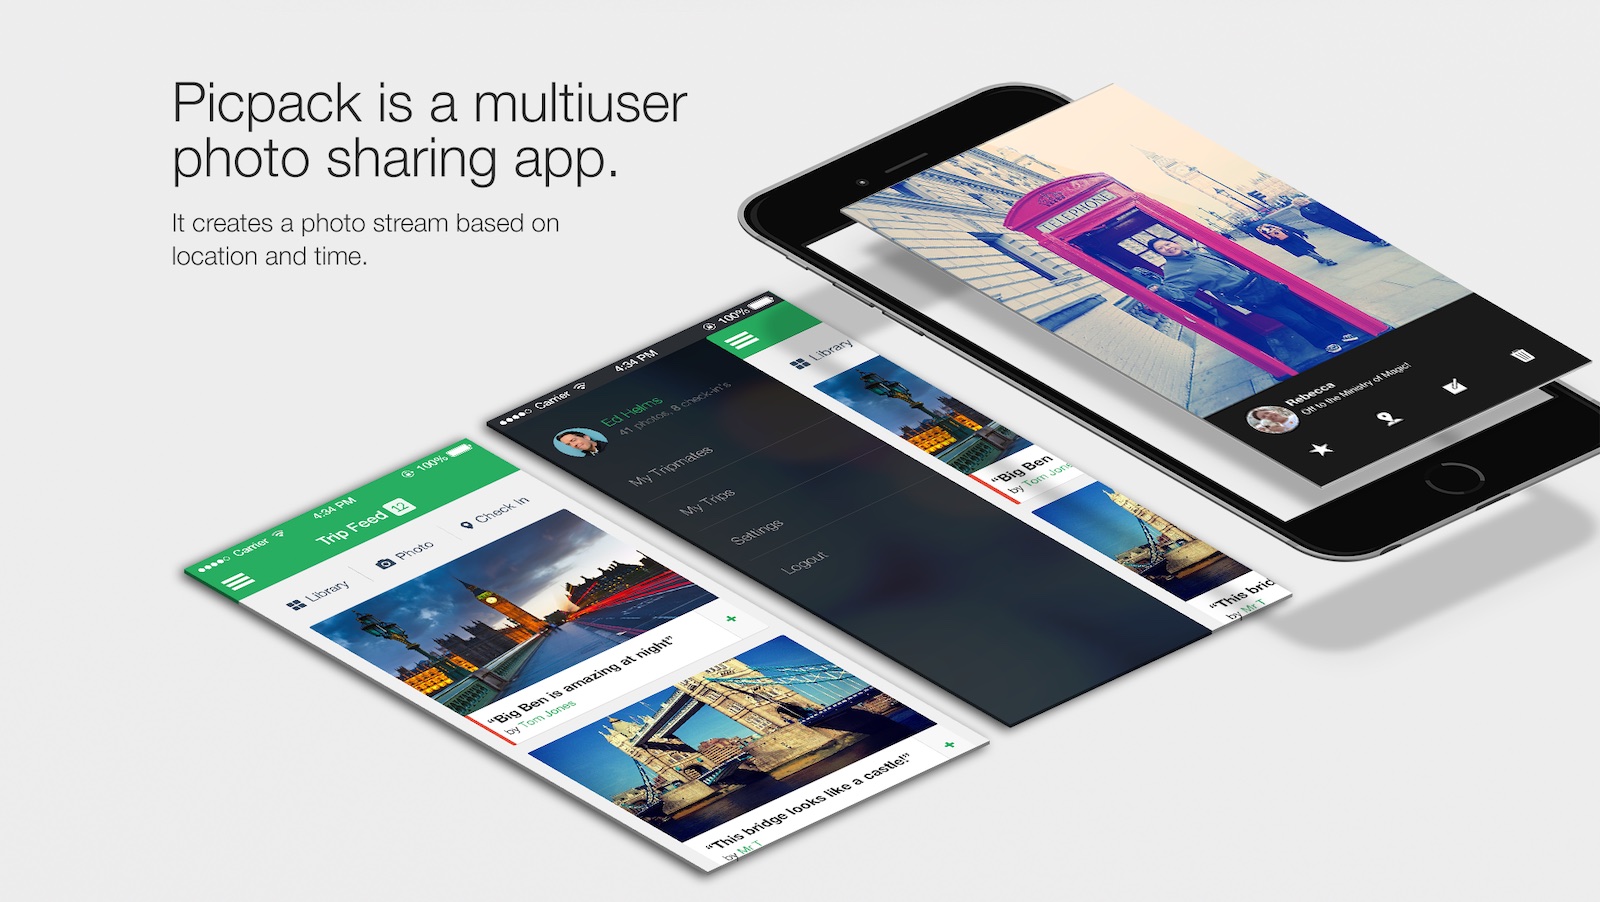 Picpack is a multiuser
photo sharing app.
It creates a photo stream based on
location and time.
Carrier
4:34 PM
100%
Trip Feed 12
Library
Photo
Check in
“Big Ben is amazing at night”
by Tom Jones
“This bridge looks like a castle!”
by Mr T
Carrier
4:34 PM
100%
Ed Helms
41 photos, 8 check-in's
My Tripmates
My Trips
Settings
Logout
Library
“Big Ben
by Tom Jone
“This bric
by Mr T
TELEPHONE
Rebecca
Off to the Ministry of Magic!